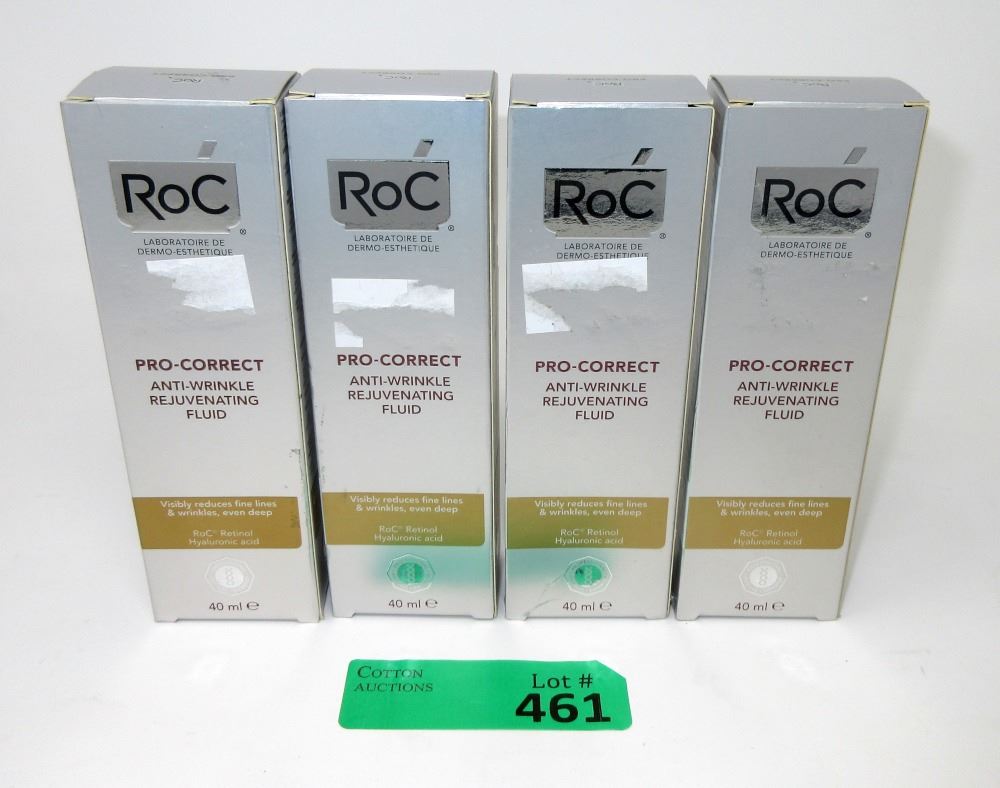 RoC
®
LABORATOIRE DE
DERMO-ESTHETIQUE
PRO-CORRECT
ANTI-WRINKLE
REJUVENATING
FLUID
Visibly reduces fine lines
& wrinkles, even deep
RoC® Retinol
Hyaluronic acid
40 ml ℮
RoC
®
LABORATOIRE DE
DERMO-ESTHETIQUE
PRO-CORRECT
ANTI-WRINKLE
REJUVENATING
FLUID
Visibly reduces fine lines
& wrinkles, even deep
RoC® Retinol
Hyaluronic acid
40 ml ℮
RoC
®
LABORATOIRE DE
DERMO-ESTHETIQUE
PRO-CORRECT
ANTI-WRINKLE
REJUVENATING
FLUID
Visibly reduces fine lines
& wrinkles, even deep
RoC® Retinol
Hyaluronic acid
40 ml ℮
RoC
®
LABORATOIRE DE
DERMO-ESTHETIQUE
PRO-CORRECT
ANTI-WRINKLE
REJUVENATING
FLUID
Visibly reduces fine lines
& wrinkles, even deep
RoC® Retinol
Hyaluronic acid
40 ml ℮
COTTON
AUCTIONS
Lot #
461